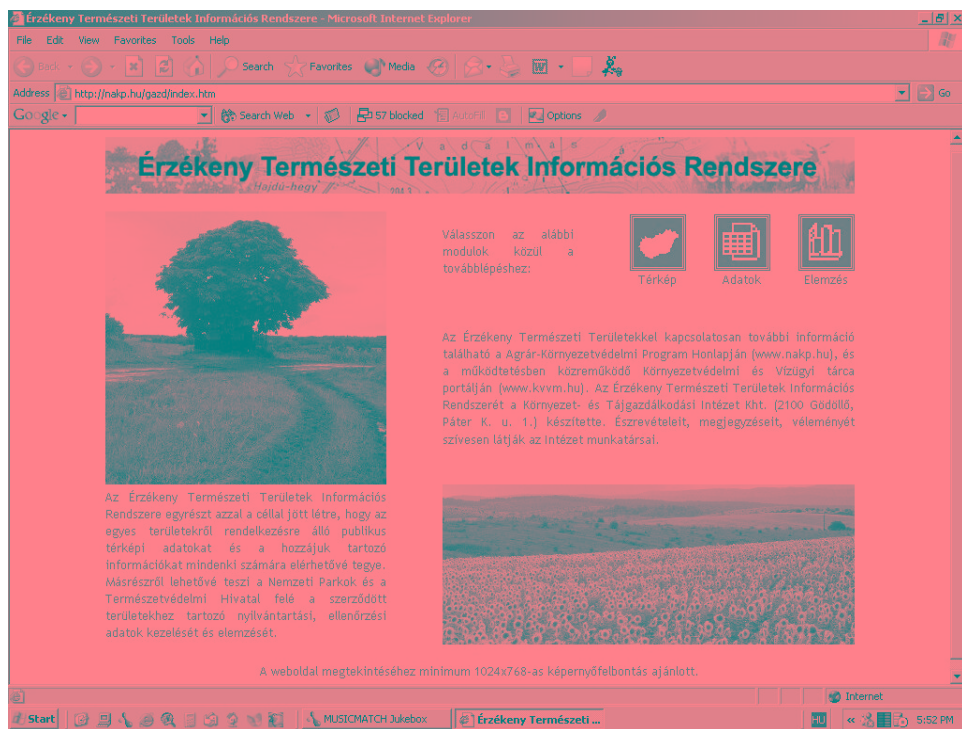 Érzékeny Természeti Területek Információs Rendszere - Microsoft Internet Explorer
File Edit View Favorites Tools Help
Back Search Favorites Media
Address http://nakp.hu/gazd/index.htm Go
Google Search Web 57 blocked AutoFill Options
Vadalmás
Érzékeny Természeti Területek Információs Rendszere
Hajdú-hegy 284.3
Válasszon az alábbi
modulok közül a
továbblépéshez:
Térkép Adatok Elemzés
Az Érzékeny Természeti Területekkel kapcsolatosan további információ
található a Agrár-Környezetvédelmi Program Honlapján (www.nakp.hu), és
a működtetésben közreműködő Környezetvédelmi és Vízügyi tárca
portálján (www.kvvm.hu). Az Érzékeny Természeti Területek Információs
Rendszerét a Környezet- és Tájgazdálkodási Intézet Kht. (2100 Gödöllő,
Páter K. u. 1.) készítette. Észrevételeit, megjegyzéseit, véleményét
szívesen látják az Intézet munkatársai.
Az Érzékeny Természeti Területek Információs
Rendszere egyrészt azzal a céllal jött létre, hogy az
egyes területekről rendelkezésre álló publikus
térképi adatokat és a hozzájuk tartozó
információkat mindenki számára elérhetővé tegye.
Másrészről lehetővé teszi a Nemzeti Parkok és a
Természetvédelmi Hivatal felé a szerződött
területekhez tartozó nyilvántartási, ellenőrzési
adatok kezelését és elemzését.
A weboldal megtekintéséhez minimum 1024x768-as képernyőfelbontás ajánlott.
Internet
Start MUSICMATCH Jukebox Érzékeny Természeti ... HU « 5:52 PM